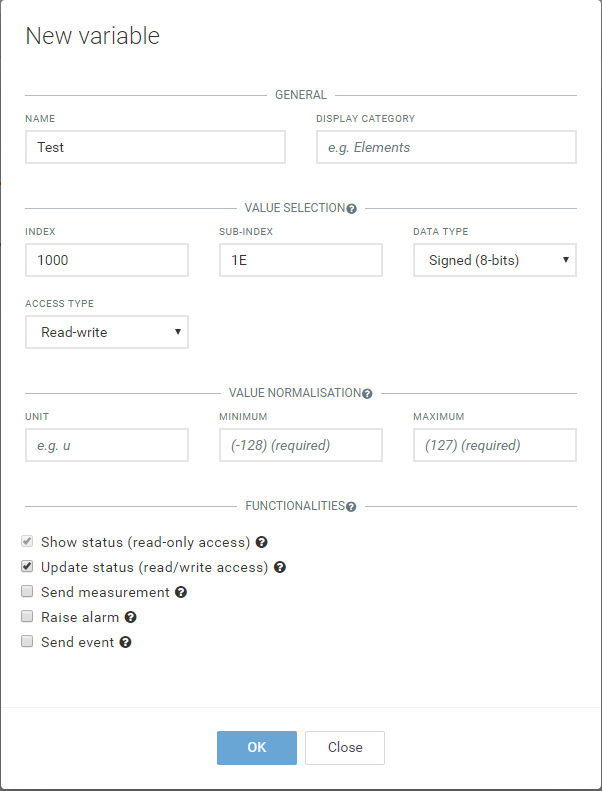 New variable
GENERAL
NAME DISPLAY CATEGORY
Test e.g. Elements
VALUE SELECTION
INDEX SUB-INDEX DATA TYPE
1000 1E Signed (8-bits)
ACCESS TYPE
Read-write
VALUE NORMALISATION
UNIT MINIMUM MAXIMUM
e.g. u (-128) (required) (127) (required)
FUNCTIONALITIES
Show status (read-only access)
Update status (read/write access)
Send measurement
Raise alarm
Send event
OK Close